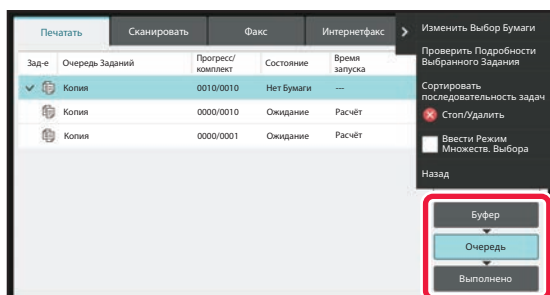 Печатать
Сканировать
Факс
Интернетфакс
Изменить Выбор Бумаги
Проверить Подробности
Выбранного Задания
Сортировать
последовательность задач
Стоп/Удалить
Ввести Режим
Множеств. Выбора
Назад
Зад-е Очередь Заданий Прогресс/ Состояние Время
комплект запуска
Копия 0010/0010 Нет Бумаги ---
Копия 0000/0010 Ожидание Расчёт
Копия 0000/0001 Ожидание Расчёт
Буфер
Очередь
Выполнено